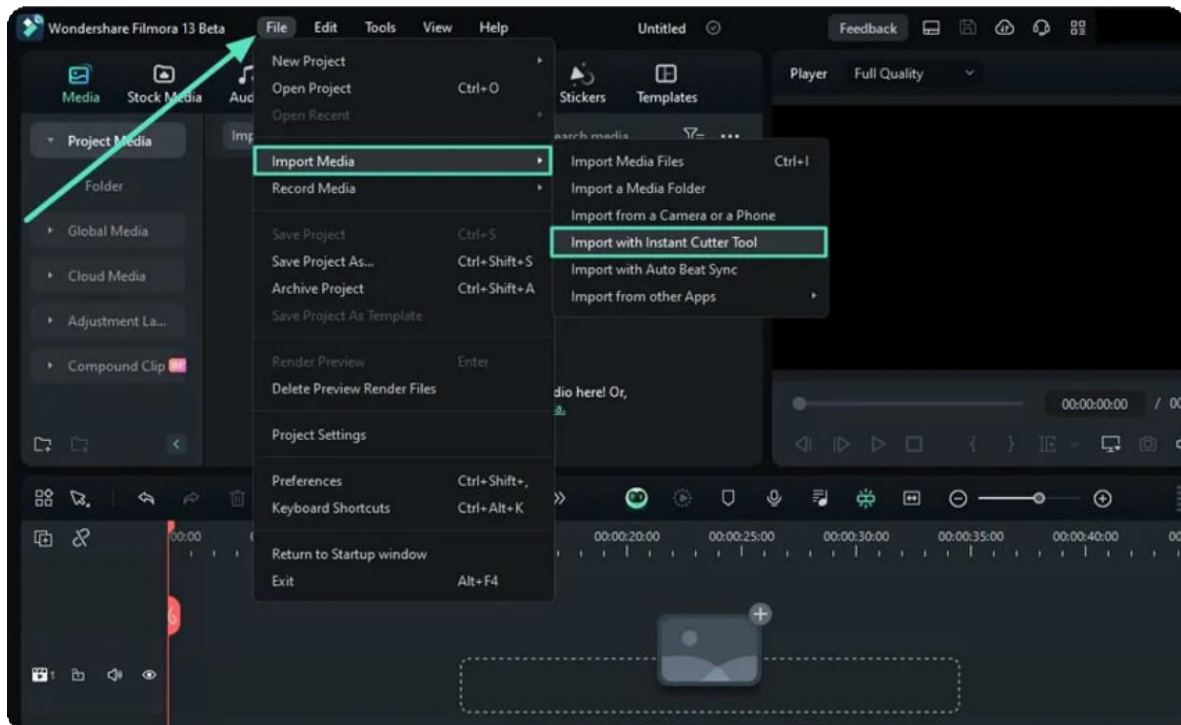 Wondershare Filmora 13 Beta File Edit Tools View Help Untitled Feedback
Media Stock Media Stickers Templates
Player Full Quality
Project Media
Folder
Global Media
Cloud Media
Adjustment La...
Compound Clip
New Project
Open Project Ctrl+O
Open Recent
Import Media
Record Media
Save Project Ctrl+S
Save Project As... Ctrl+Shift+S
Archive Project Ctrl+Shift+A
Save Project As Template
Render Preview Enter
Delete Preview Render Files
Project Settings
Preferences Ctrl+Shift+,
Keyboard Shortcuts Ctrl+Alt+K
Return to Startup window
Exit Alt+F4
Import Media Files Ctrl+I
Import a Media Folder
Import from a Camera or a Phone
Import with Instant Cutter Tool
Import with Auto Beat Sync
Import from other Apps
media
here! Or,
00:00:00:00 /
00:00 00:00:20:00 00:00:25:00 00:00:30:00 00:00:35:00 00:00:40:00
1